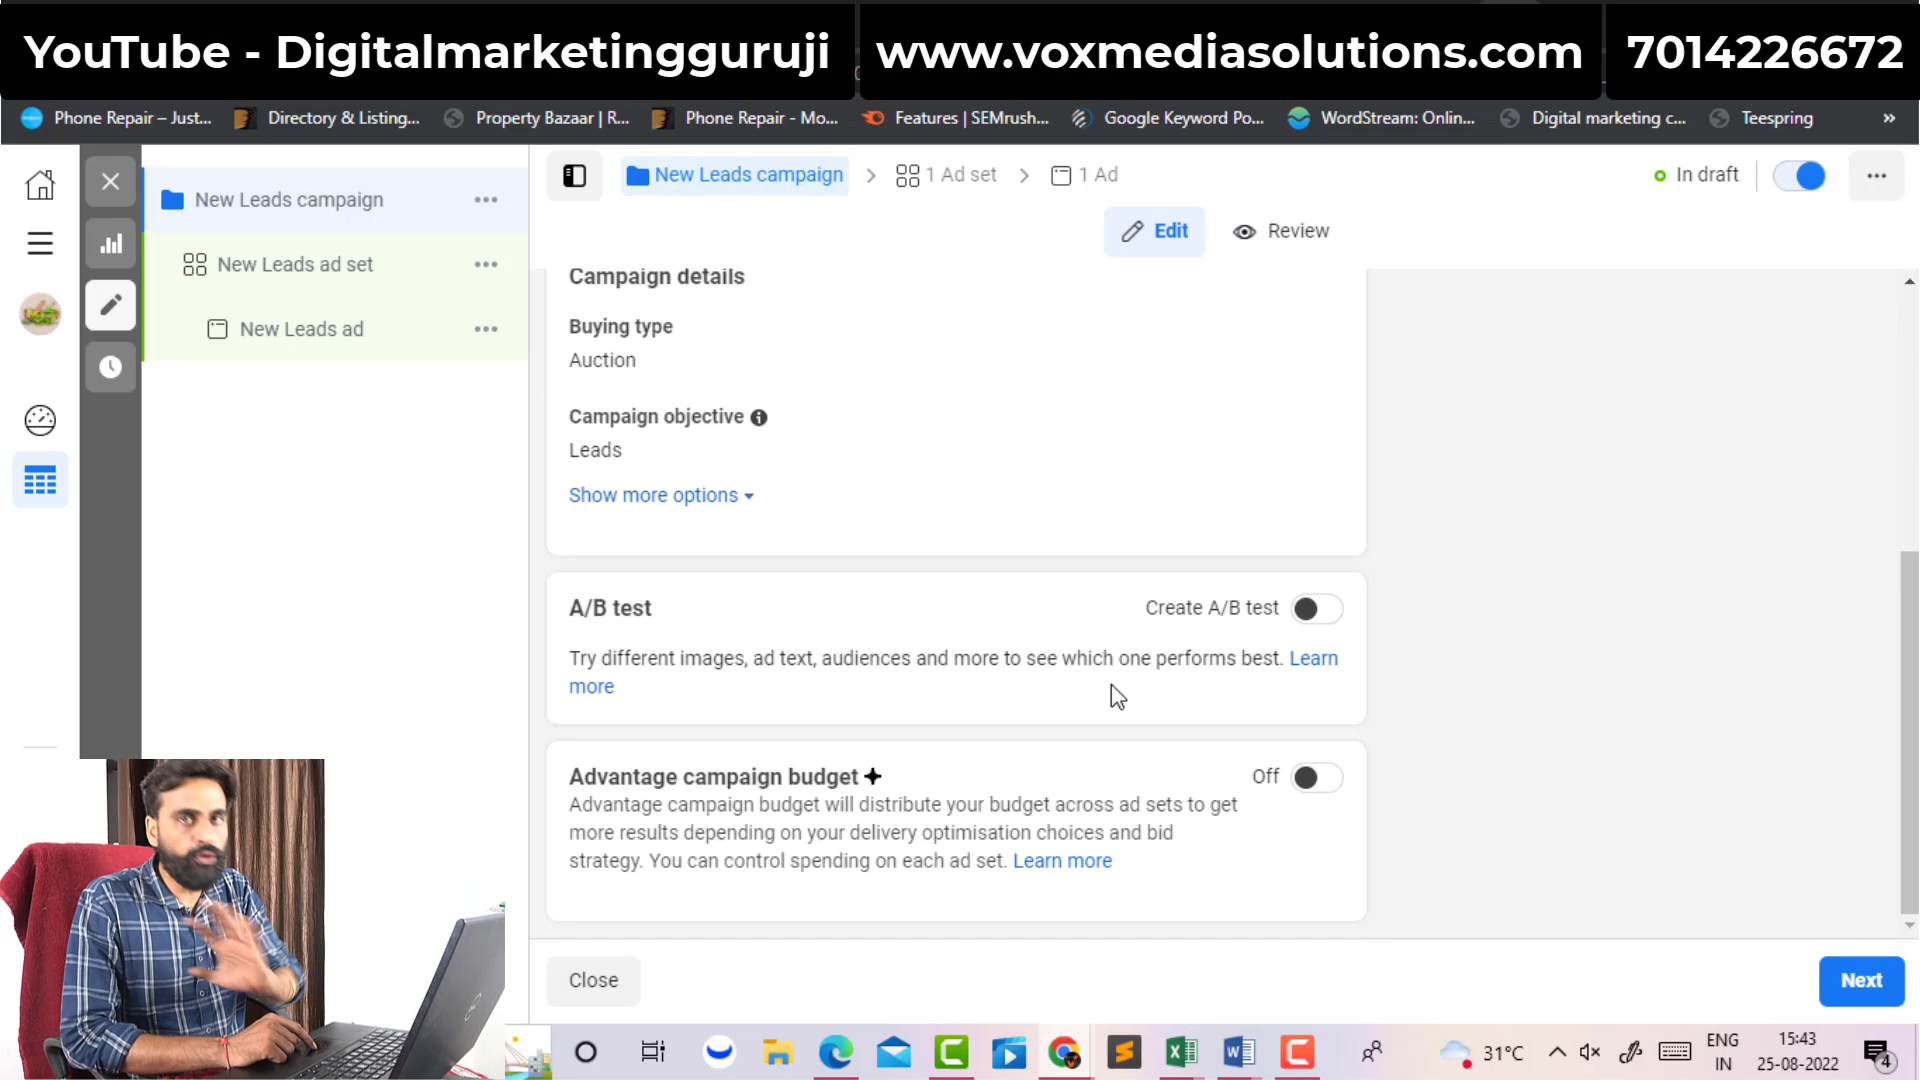 YouTube - Digitalmarketingguruji
www.voxmediasolutions.com
7014226672
Phone Repair – Just...
Directory & Listing...
Property Bazaar | R...
Phone Repair - Mo...
Features | SEMrush...
Google Keyword Po...
WordStream: Onlin...
Digital marketing c...
Teespring
»
New Leads campaign
New Leads ad set
New Leads ad
New Leads campaign
1 Ad set
1 Ad
In draft
Edit
Review
Campaign details
Buying type
Auction
Campaign objective
Leads
Show more options
A/B test
Create A/B test
Try different images, ad text, audiences and more to see which one performs best. Learn
more
Advantage campaign budget
Off
Advantage campaign budget will distribute your budget across ad sets to get
more results depending on your delivery optimisation choices and bid
strategy. You can control spending on each ad set. Learn more
Close
Next
31°C
ENG
IN
15:43
25-08-2022
4